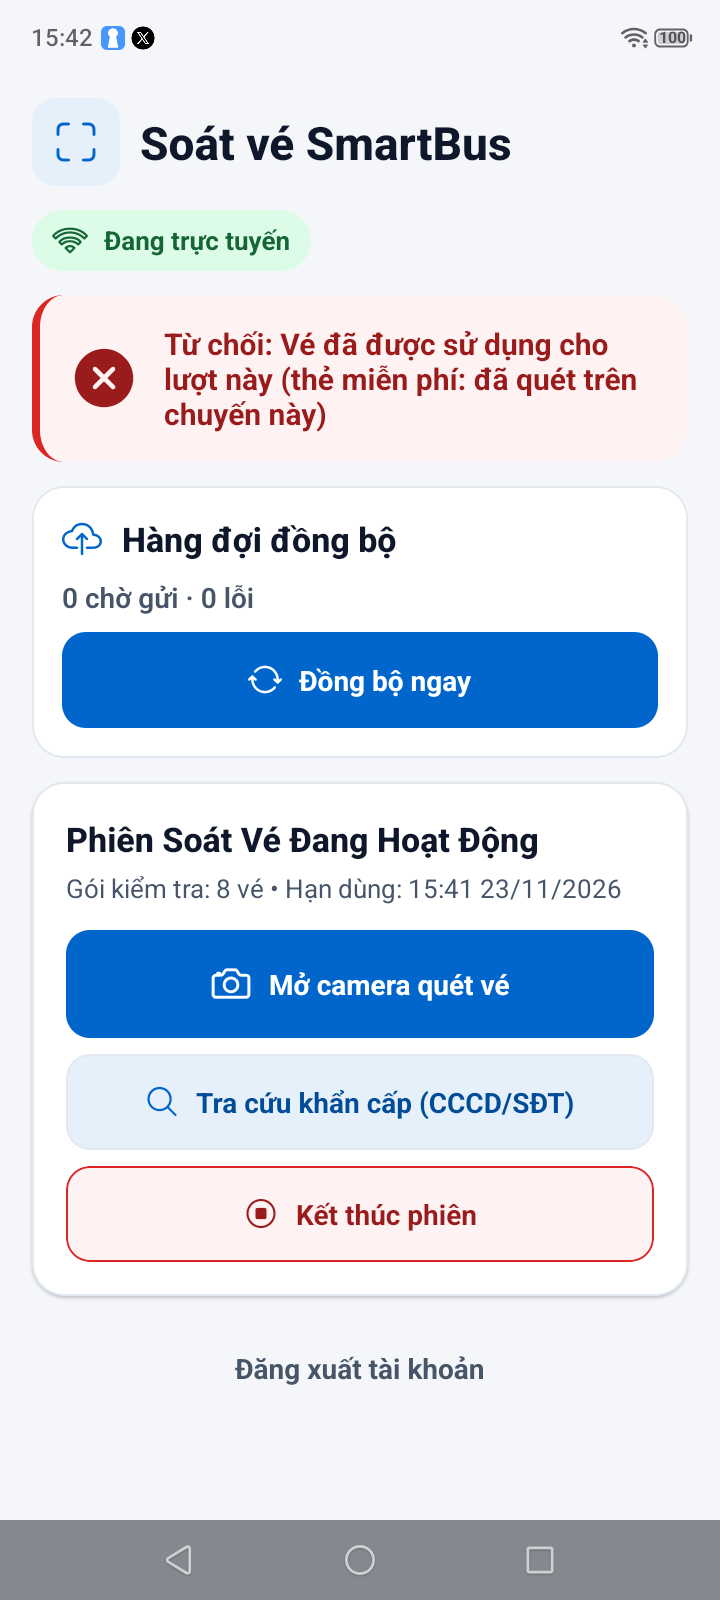 15:42
100
Soát vé SmartBus
Đang trực tuyến
Từ chối: Vé đã được sử dụng cho
lượt này (thẻ miễn phí: đã quét trên
chuyến này)
Hàng đợi đồng bộ
0 chờ gửi · 0 lỗi
Đồng bộ ngay
Phiên Soát Vé Đang Hoạt Động
Gói kiểm tra: 8 vé • Hạn dùng: 15:41 23/11/2026
Mở camera quét vé
Tra cứu khẩn cấp (CCCD/SĐT)
Kết thúc phiên
Đăng xuất tài khoản